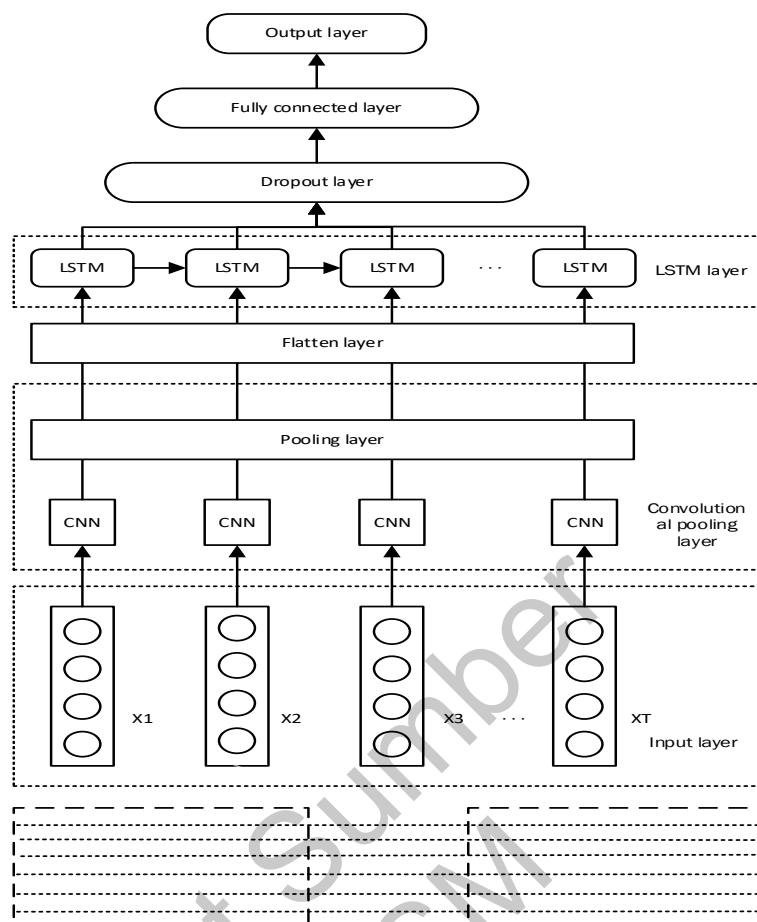 Output layer
Fully connected layer
Dropout layer
LSTM LSTM LSTM ... LSTM LSTM layer
Flatten layer
Pooling layer
CNN CNN CNN CNN
Convolution
al pooling
layer
X1 X2 X3 ... XT
Input layer
Sumber